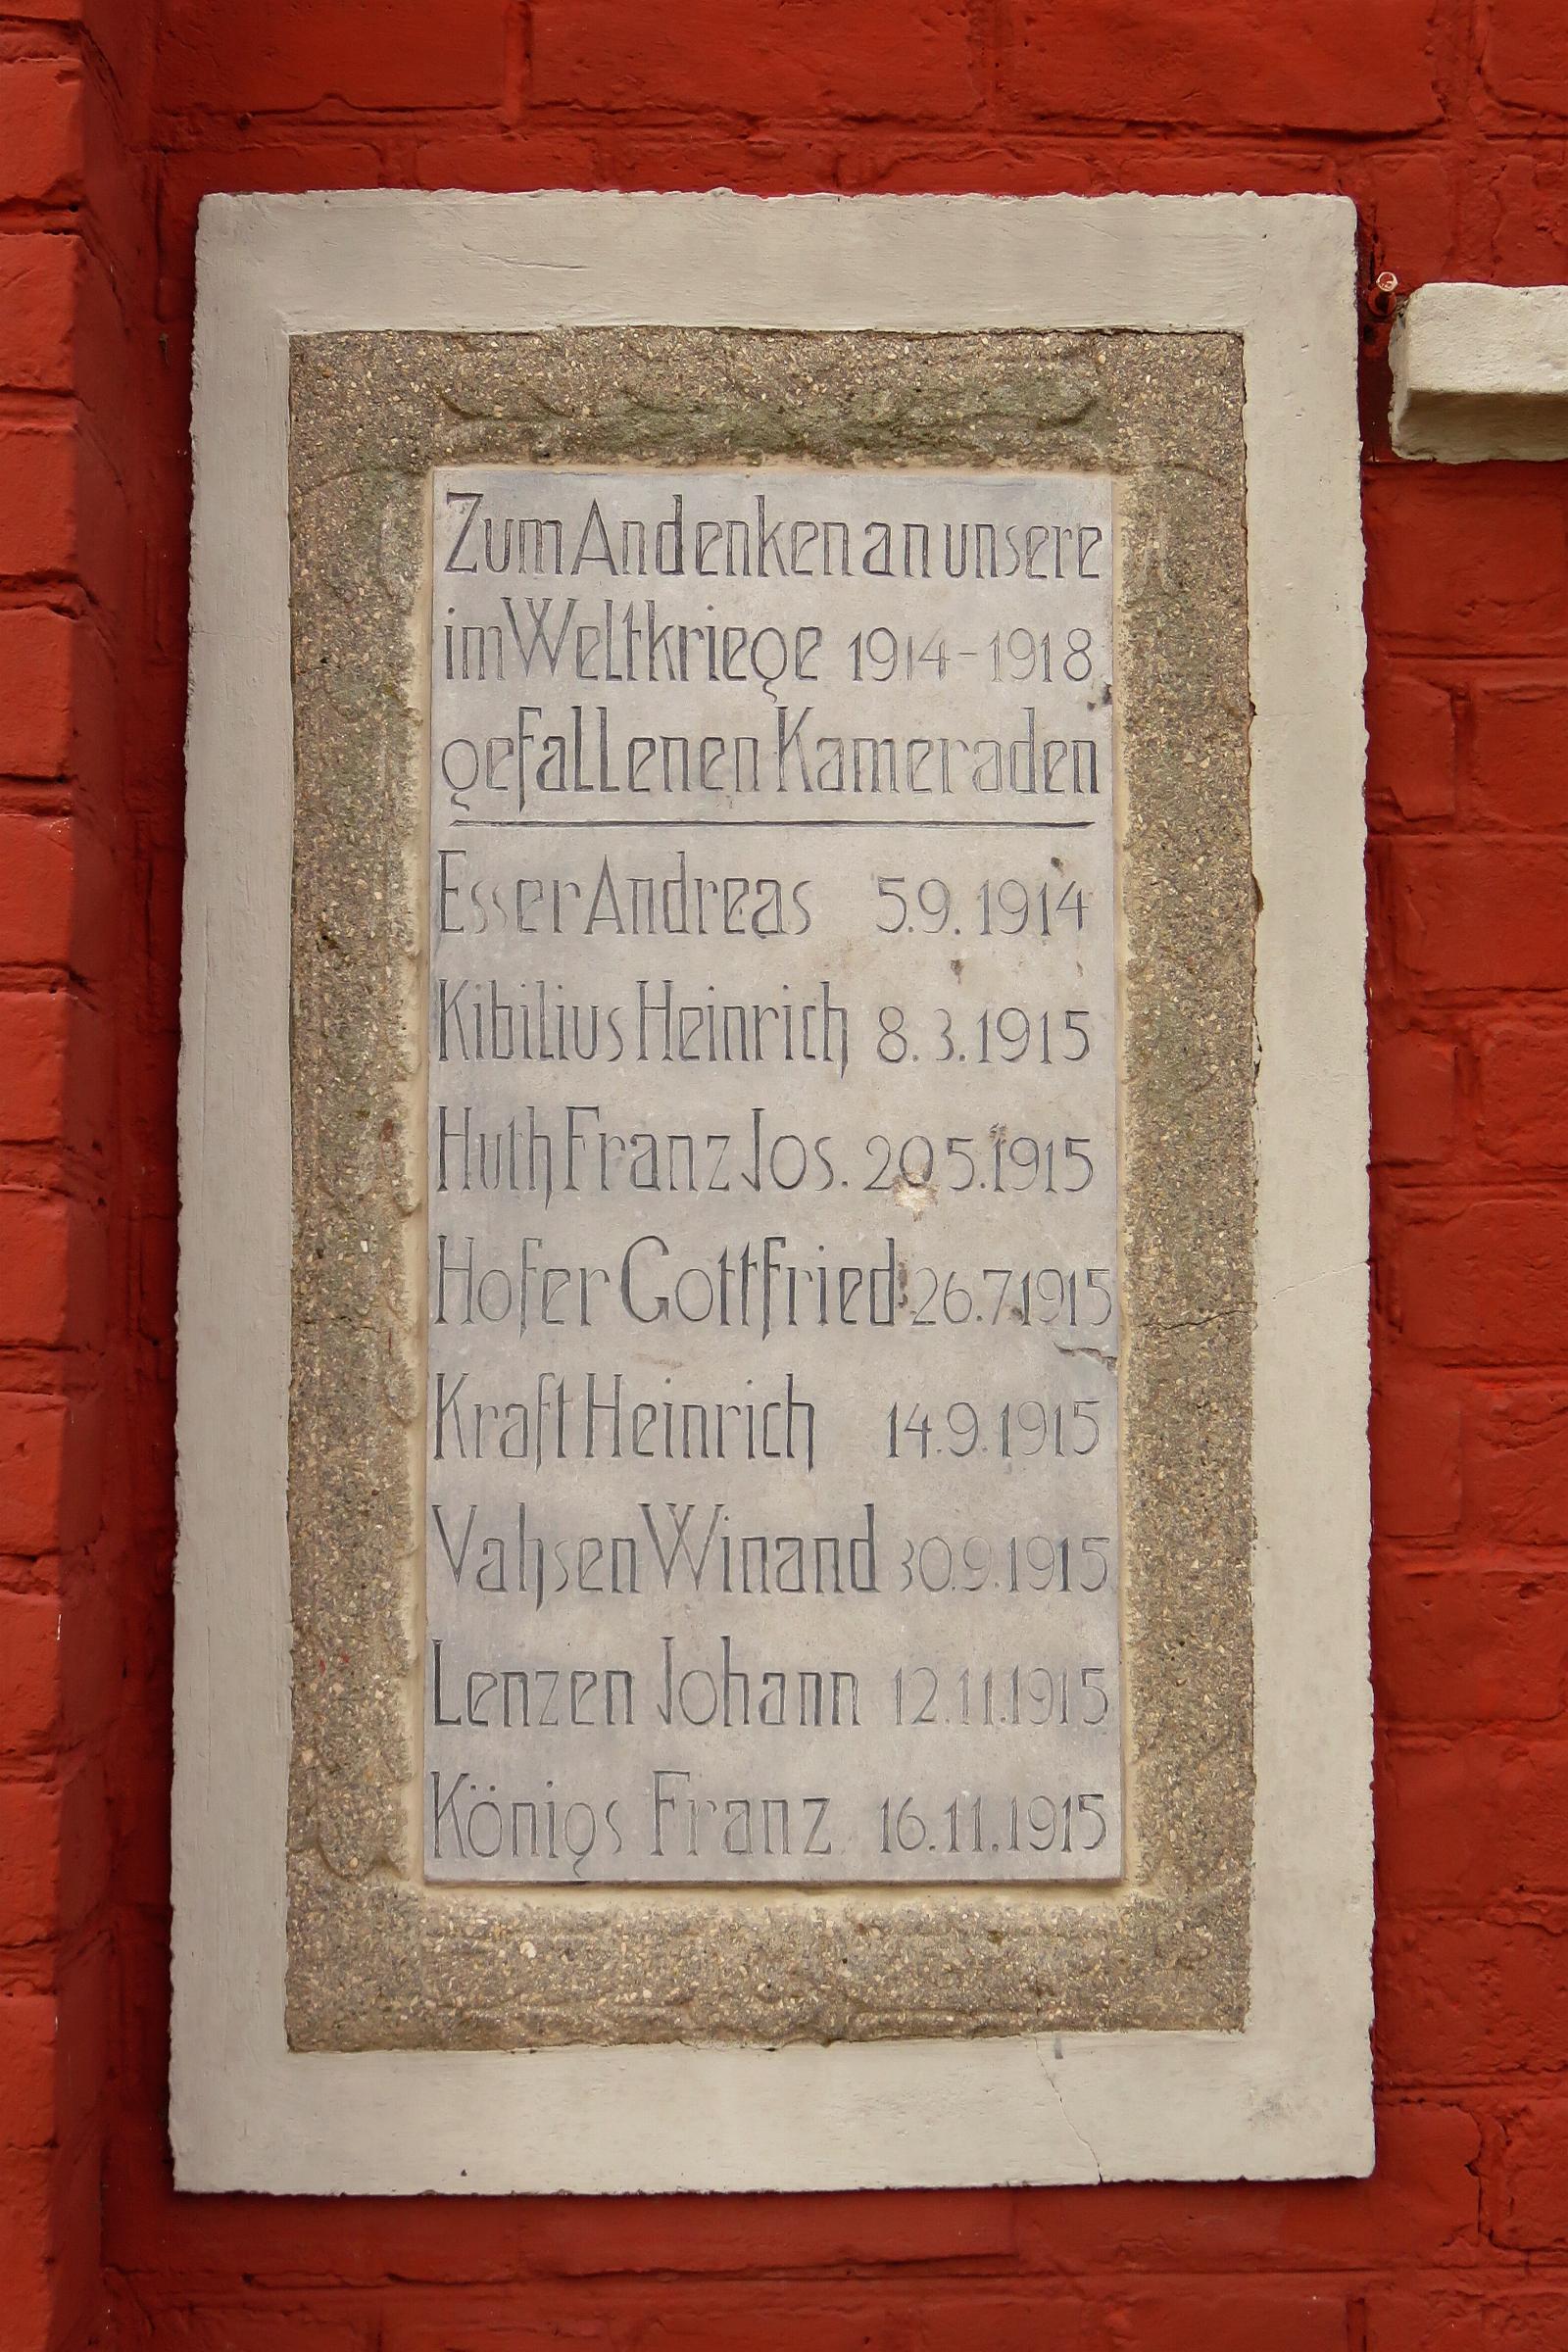 Zum Andenken an unsere
im Weltkriege 1914-1918
gefallenen Kameraden
Esser Andreas 5.9.1914
Kibilius Heinrich 8.3.1915
Huth Franz Jos. 20.5.1915
Hofer Gottfried 26.7.1915
Kraft Heinrich 14.9.1915
Vahsen Winand 30.9.1915
Lenzen Johann 12.11.1915
Königs Franz 16.11.1915